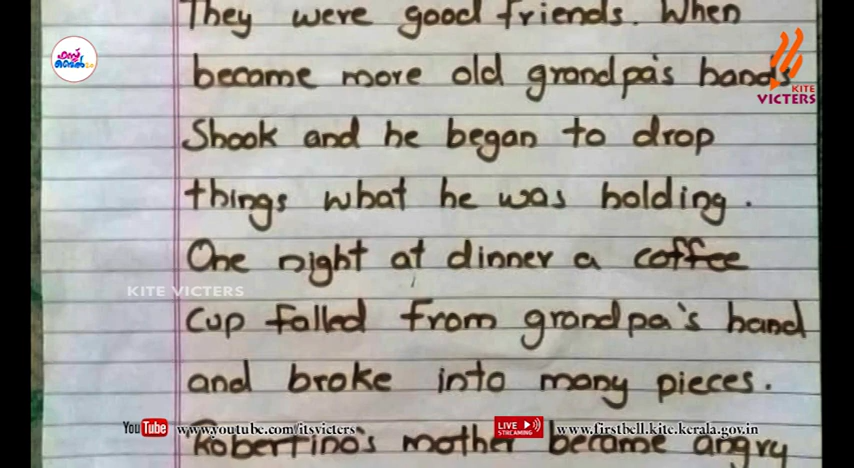 They were good friends. When
became more old grandpa's hands
Shook and he began to drop
things what he was holding.
One night at dinner a coffee
cup falled from grandpa's hand
and broke into many pieces.
Robertino's mother became angry
KITE VICTERS
KITE
VICTERS
YouTube www.youtube.com/itsvicters
LIVE STREAMING www.firstbell.kite.kerala.gov.in